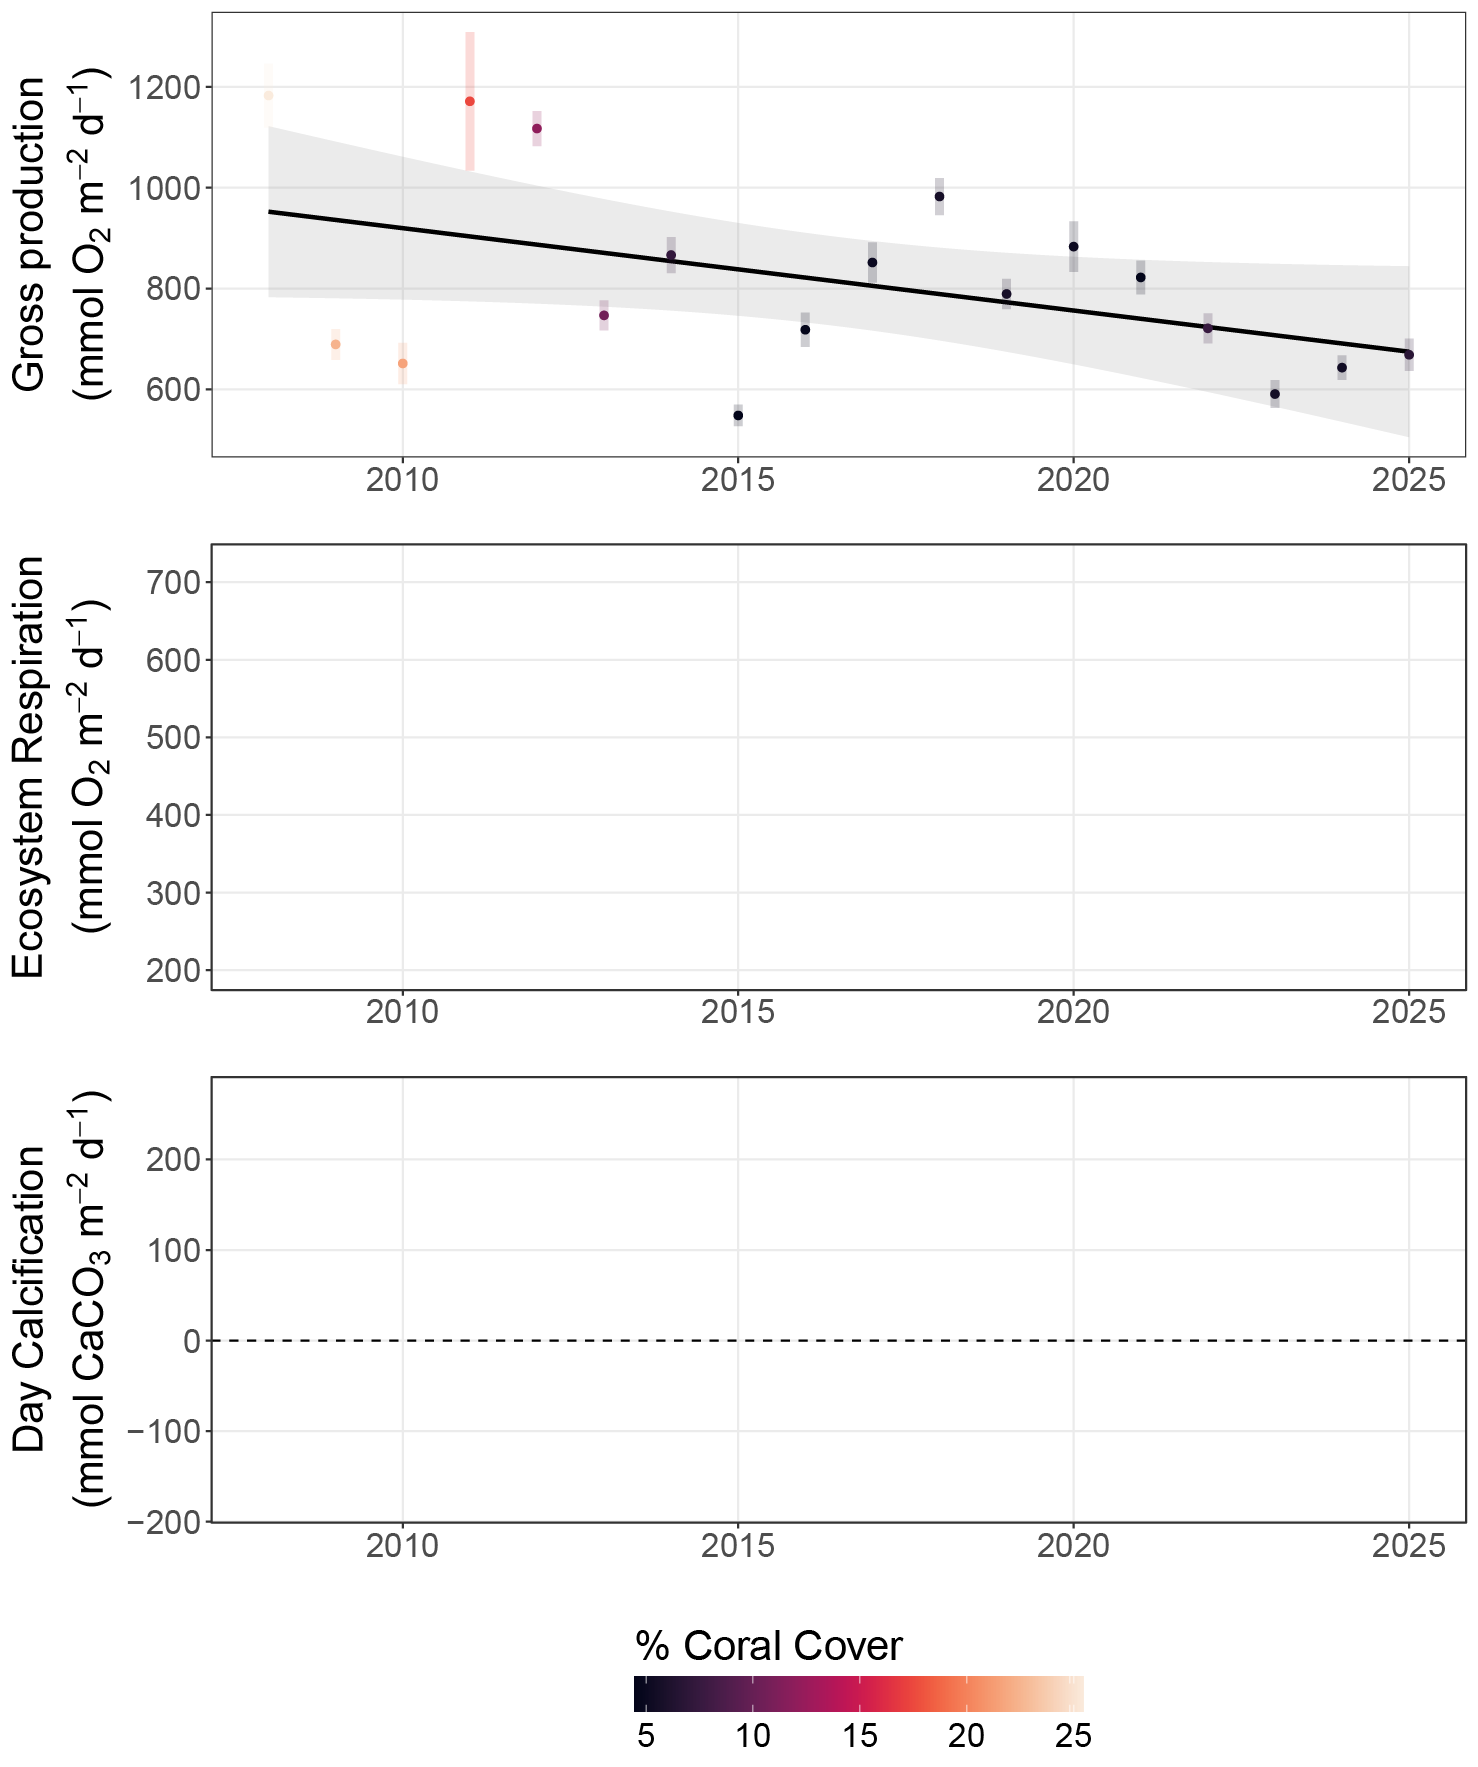 Gross production
(mmol O₂ m⁻² d⁻¹)
1200
1000
800
600
2010 2015 2020 2025
Ecosystem Respiration
(mmol O₂ m⁻² d⁻¹)
700
600
500
400
300
200
2010 2015 2020 2025
Day Calcification
(mmol CaCO₃ m⁻² d⁻¹)
200
100
0
−100
−200
2010 2015 2020 2025
% Coral Cover
5 10 15 20 25